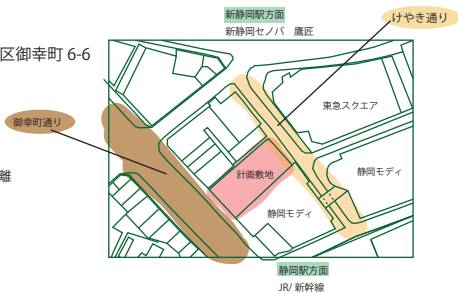 新静岡駅方面
新静岡セノバ 鷹匠
けやき通り
区御幸町 6-6
東急スクエア
御幸町通り
離
計画敷地
静岡モディ
静岡モディ
静岡駅方面
JR/ 新幹線